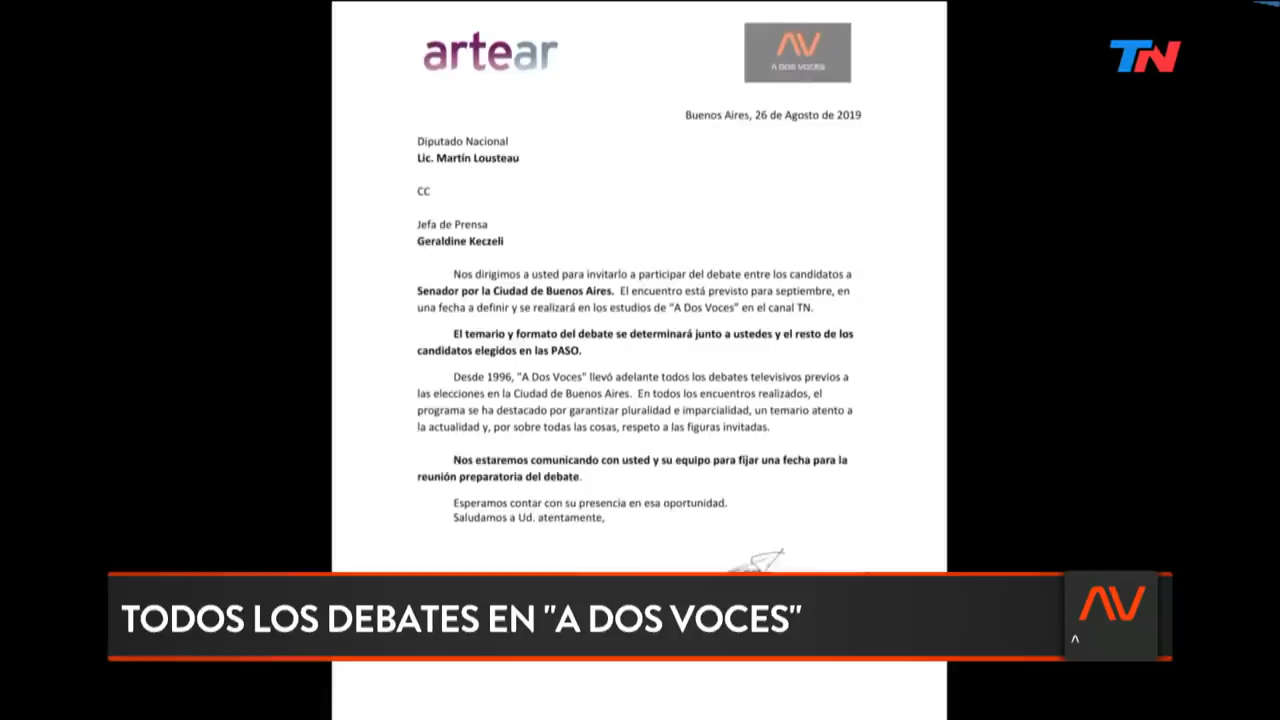 artear
AV
A DOS VOCES
TN
Buenos Aires, 26 de Agosto de 2019
Diputado Nacional
Lic. Martín Lousteau
CC
Jefa de Prensa
Geraldine Keczeli
Nos dirigimos a usted para invitarlo a participar del debate entre los candidatos a
Senador por la Ciudad de Buenos Aires. El encuentro está previsto para septiembre, en
una fecha a definir y se realizará en los estudios de "A Dos Voces" en el canal TN.
El temario y formato del debate se determinará junto a ustedes y el resto de los
candidatos elegidos en las PASO.
Desde 1996, "A Dos Voces" llevó adelante todos los debates televisivos previos a
las elecciones en la Ciudad de Buenos Aires. En todos los encuentros realizados, el
programa se ha destacado por garantizar pluralidad e imparcialidad, un temario atento a
la actualidad y, por sobre todas las cosas, respeto a las figuras invitadas.
Nos estaremos comunicando con usted y su equipo para fijar una fecha para la
reunión preparatoria del debate.
Esperamos contar con su presencia en esa oportunidad.
Saludamos a Ud. atentamente,
TODOS LOS DEBATES EN "A DOS VOCES"
AV